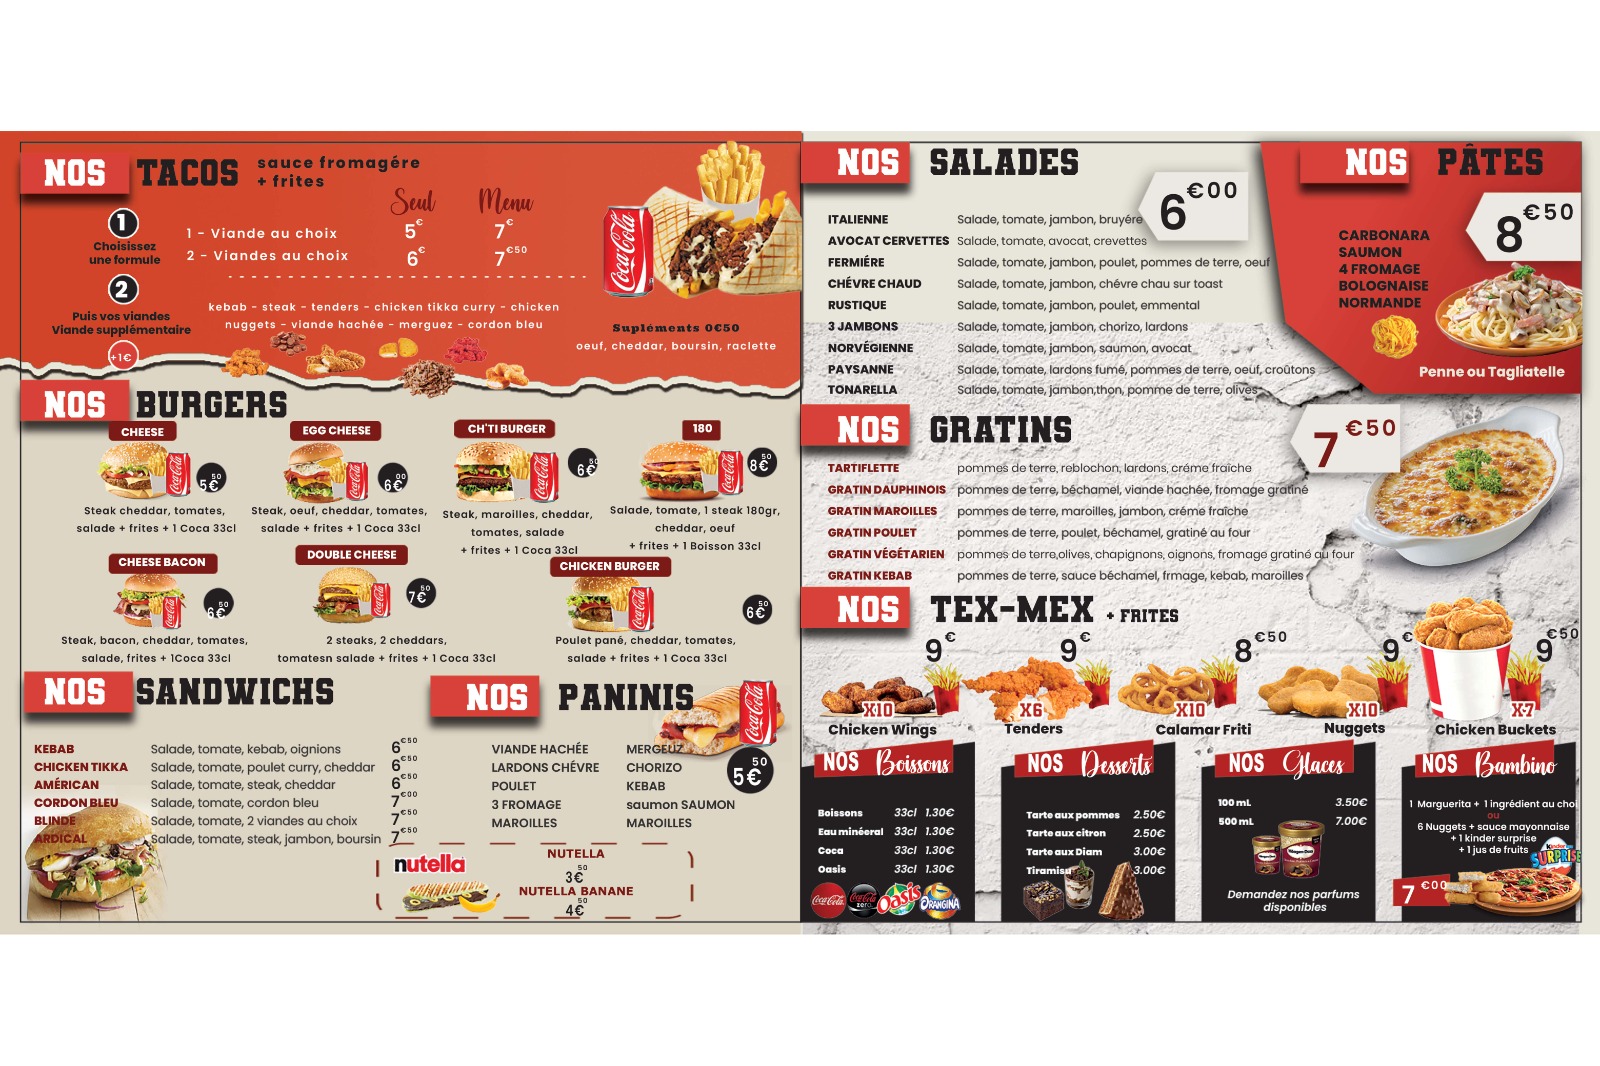 NOS TACOS
sauce fromagére
+ frites
Seul Menu
1
Choisissez
une formule
1 - Viande au choix 5€ 7€
2 - Viandes au choix 6€ 7€50
2
Puis vos viandes
Viande supplémentaire
+1€
kebab - steak - tenders - chicken tikka curry - chicken
nuggets - viande hachée - merguez - cordon bleu
Coca-Cola
Supléments 0€50
oeuf, cheddar, boursin, raclette
NOS BURGERS
CHEESE
5€50
Steak cheddar, tomates,
salade + frites + 1 Coca 33cl
EGG CHEESE
6€00
Steak, oeuf, cheddar, tomates,
salade + frites + 1 Coca 33cl
CH'TI BURGER
6€50
Steak, maroilles, cheddar,
tomates, salade
+ frites + 1 Coca 33cl
180
8€50
Salade, tomate, 1 steak 180gr,
cheddar, oeuf
+ frites + 1 Boisson 33cl
CHEESE BACON
6€50
Steak, bacon, cheddar, tomates,
salade, frites + 1Coca 33cl
DOUBLE CHEESE
7€50
2 steaks, 2 cheddars,
tomatesn salade + frites + 1 Coca 33cl
CHICKEN BURGER
6€50
Poulet pané, cheddar, tomates,
salade + frites + 1 Coca 33cl
NOS SANDWICHS
KEBAB Salade, tomate, kebab, oignions 6€50
CHICKEN TIKKA Salade, tomate, poulet curry, cheddar 6€50
AMÉRICAN Salade, tomate, steak, cheddar 6€50
CORDON BLEU Salade, tomate, cordon bleu 7€00
BLINDE Salade, tomate, 2 viandes au choix 7€50
ARDICAL Salade, tomate, steak, jambon, boursin 7€50
NOS PANINIS
Coca-Cola
VIANDE HACHÉE MERGEUZ
LARDONS CHÉVRE CHORIZO
POULET KEBAB
3 FROMAGE saumon SAUMON
MAROILLES MAROILLES
5€50
nutella
NUTELLA
3€50
NUTELLA BANANE
4€50
NOS SALADES
6€00
ITALIENNE Salade, tomate, jambon, bruyére
AVOCAT CERVETTES Salade, tomate, avocat, crevettes
FERMIÉRE Salade, tomate, jambon, poulet, pommes de terre, oeuf
CHÉVRE CHAUD Salade, tomate, jambon, chévre chau sur toast
RUSTIQUE Salade, tomate, jambon, poulet, emmental
3 JAMBONS Salade, tomate, jambon, chorizo, lardons
NORVÉGIENNE Salade, tomate, jambon, saumon, avocat
PAYSANNE Salade, tomate, lardons fumé, pommes de terre, oeuf, croûtons
TONARELLA Salade, tomate, jambon,thon, pomme de terre, olives
NOS PÂTES
8€50
CARBONARA
SAUMON
4 FROMAGE
BOLOGNAISE
NORMANDE
Penne ou Tagliatelle
NOS GRATINS
7€50
TARTIFLETTE pommes de terre, reblochon, lardons, créme fraîche
GRATIN DAUPHINOIS pommes de terre, béchamel, viande hachée, fromage gratiné
GRATIN MAROILLES pommes de terre, maroilles, jambon, créme fraîche
GRATIN POULET pommes de terre, poulet, béchamel, gratiné au four
GRATIN VÉGÉTARIEN pommes de terre,olives, chapignons, oignons, fromage gratiné au four
GRATIN KEBAB pommes de terre, sauce béchamel, frmage, kebab, maroilles
NOS TEX-MEX + FRITES
9€ 9€ 8€50 9€ 9€50
X10 X6 X10 X10 X-7
Chicken Wings Tenders Calamar Friti Nuggets Chicken Buckets
NOS Boissons
Boissons 33cl 1.30€
Eau minéeral 33cl 1.30€
Coca 33cl 1.30€
Oasis 33cl 1.30€
Coca-Cola Coca-Cola zero Oasis ORANGINA
NOS Desserts
Tarte aux pommes 2.50€
Tarte aux citron 2.50€
Tarte aux Diam 3.00€
Tiramisu 3.00€
NOS Glaces
100 mL 3.50€
500 mL 7.00€
Häagen-Dazs
Demandez nos parfums
disponibles
NOS Bambino
1 Marguerita + 1 ingrédient au choi
ou
6 Nuggets + sauce mayonnaise
+ 1 kinder surprise
+ 1 jus de fruits
Kinder
SURPRISE
7€00